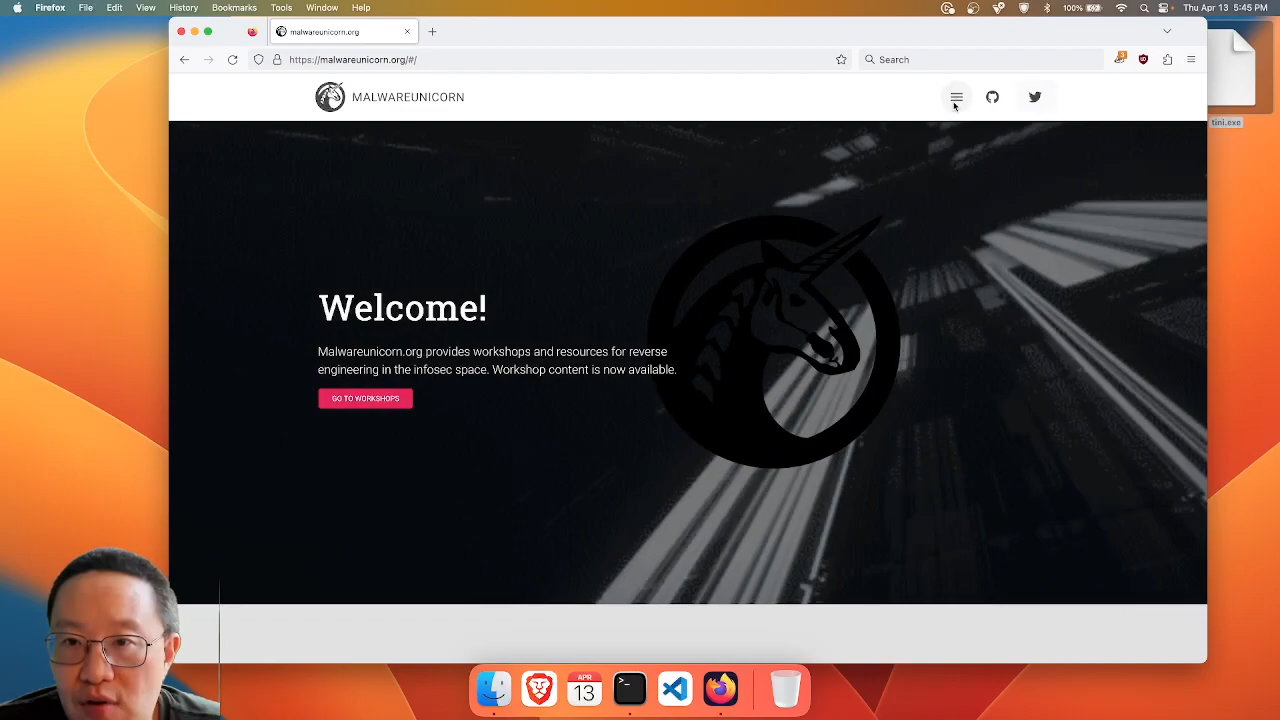 Firefox File Edit View History Bookmarks Tools Window Help
100% Thu Apr 13 5:45 PM
malwareunicorn.org
https://malwareunicorn.org/#/
Search
3
MALWAREUNICORN
tini.exe
Welcome!
Malwareunicorn.org provides workshops and resources for reverse
engineering in the infosec space. Workshop content is now available.
GO TO WORKSHOPS
APR
13